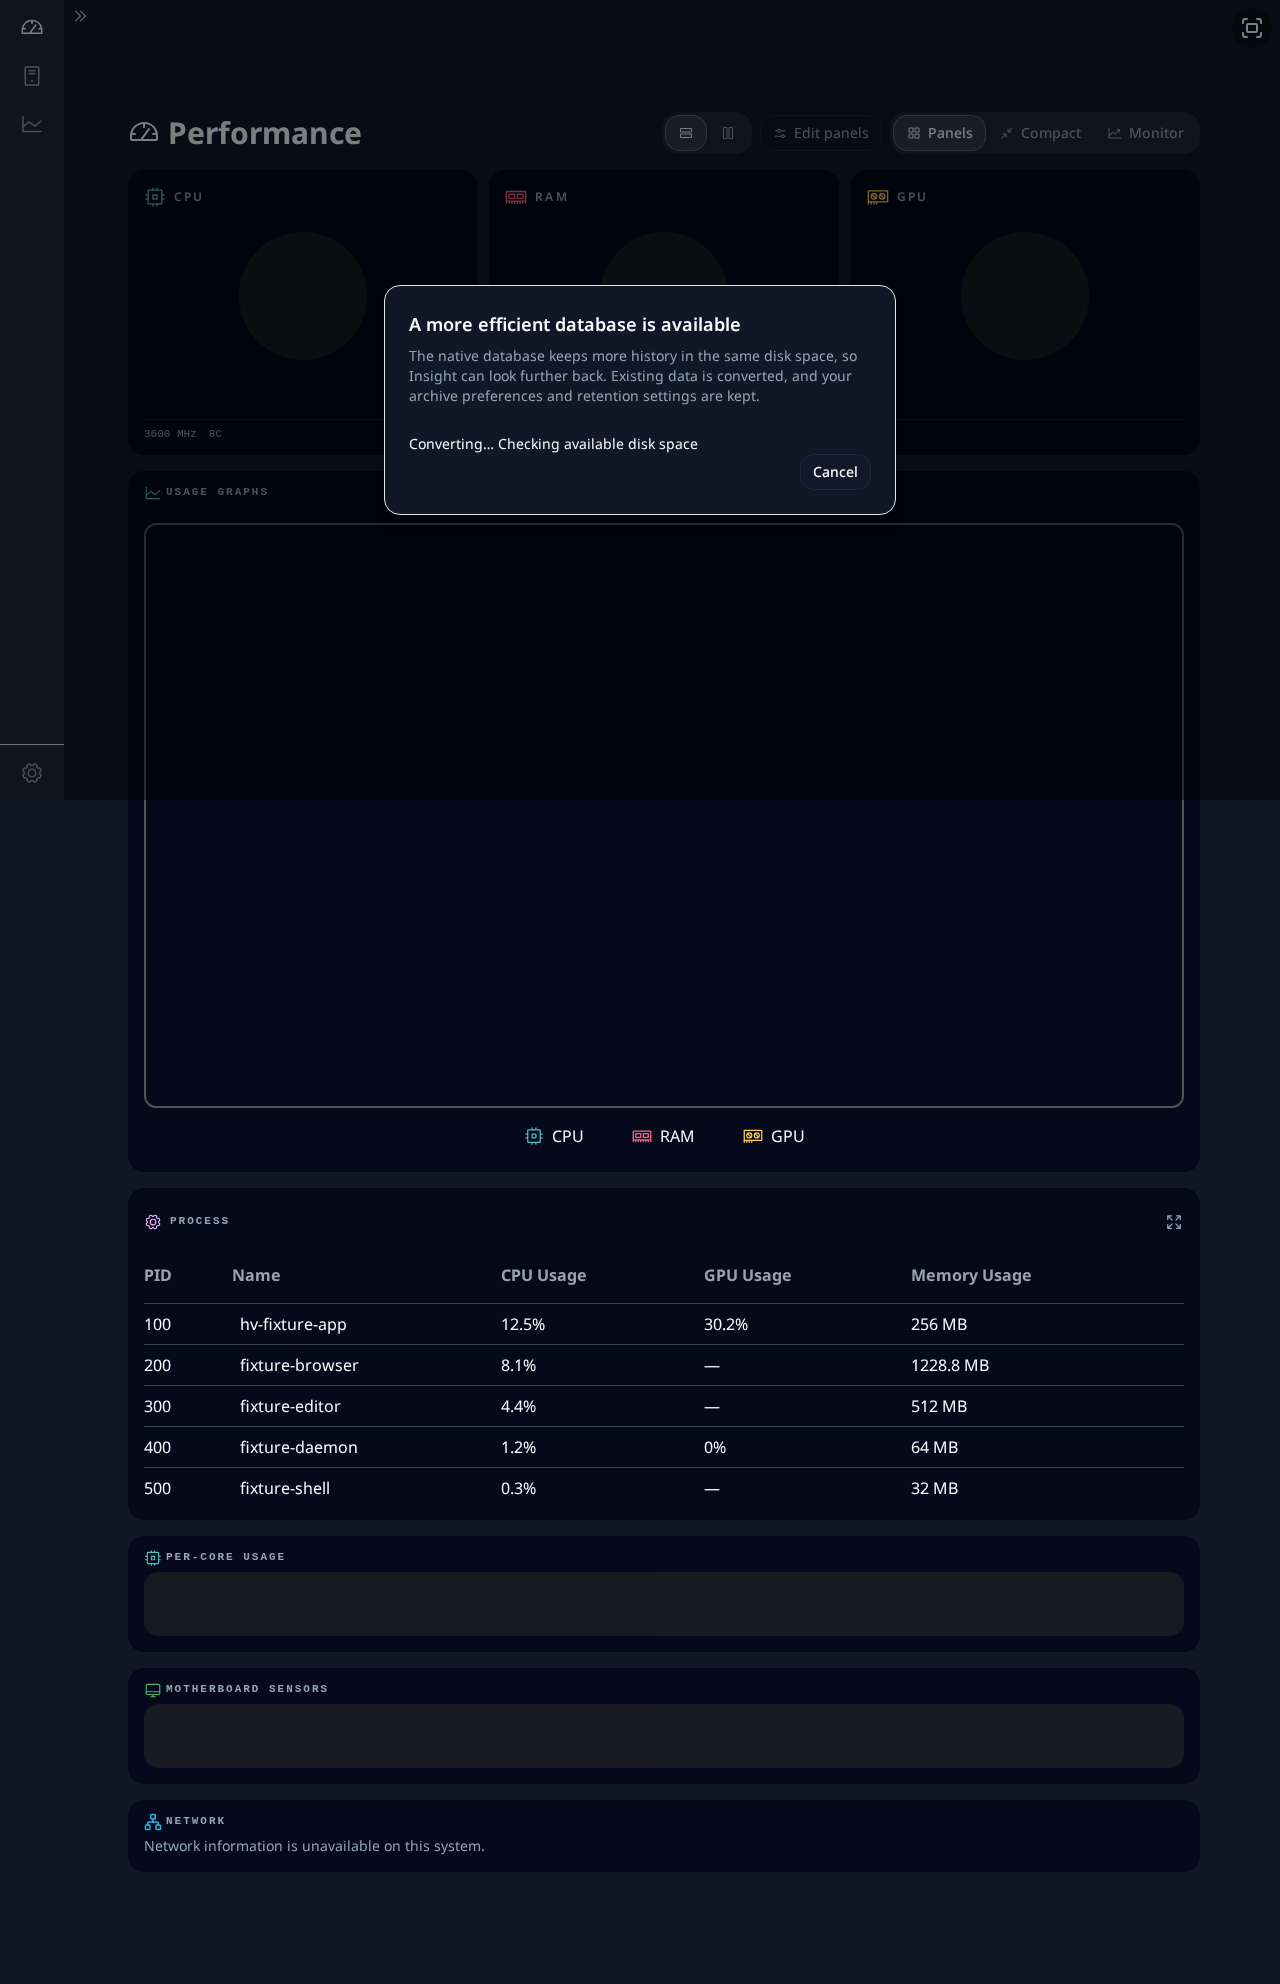 Performance
Edit panels
Panels
Compact
Monitor
CPU
RAM
GPU
A more efficient database is available
The native database keeps more history in the same disk space, so
Insight can look further back. Existing data is converted, and your
archive preferences and retention settings are kept.
Converting... Checking available disk space
Cancel
3600 MHz 8C
USAGE GRAPHS
CPU
RAM
GPU
PROCESS
PID Name CPU Usage GPU Usage Memory Usage
100 hv-fixture-app 12.5% 30.2% 256 MB
200 fixture-browser 8.1% — 1228.8 MB
300 fixture-editor 4.4% — 512 MB
400 fixture-daemon 1.2% 0% 64 MB
500 fixture-shell 0.3% — 32 MB
PER-CORE USAGE
MOTHERBOARD SENSORS
NETWORK
Network information is unavailable on this system.